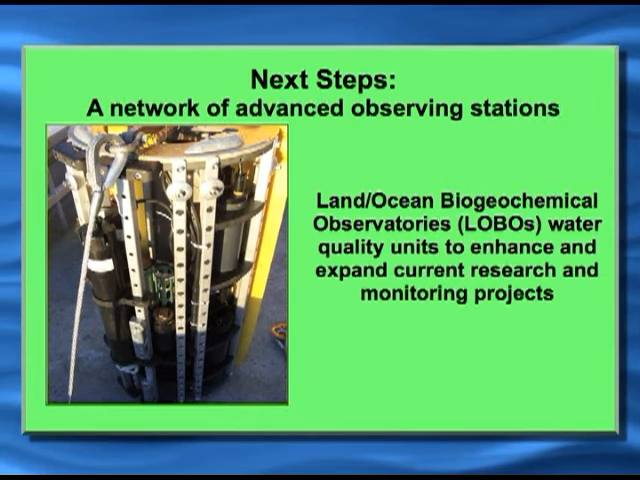 Next Steps:
A network of advanced observing stations
Land/Ocean Biogeochemical
Observatories (LOBOs) water
quality units to enhance and
expand current research and
monitoring projects